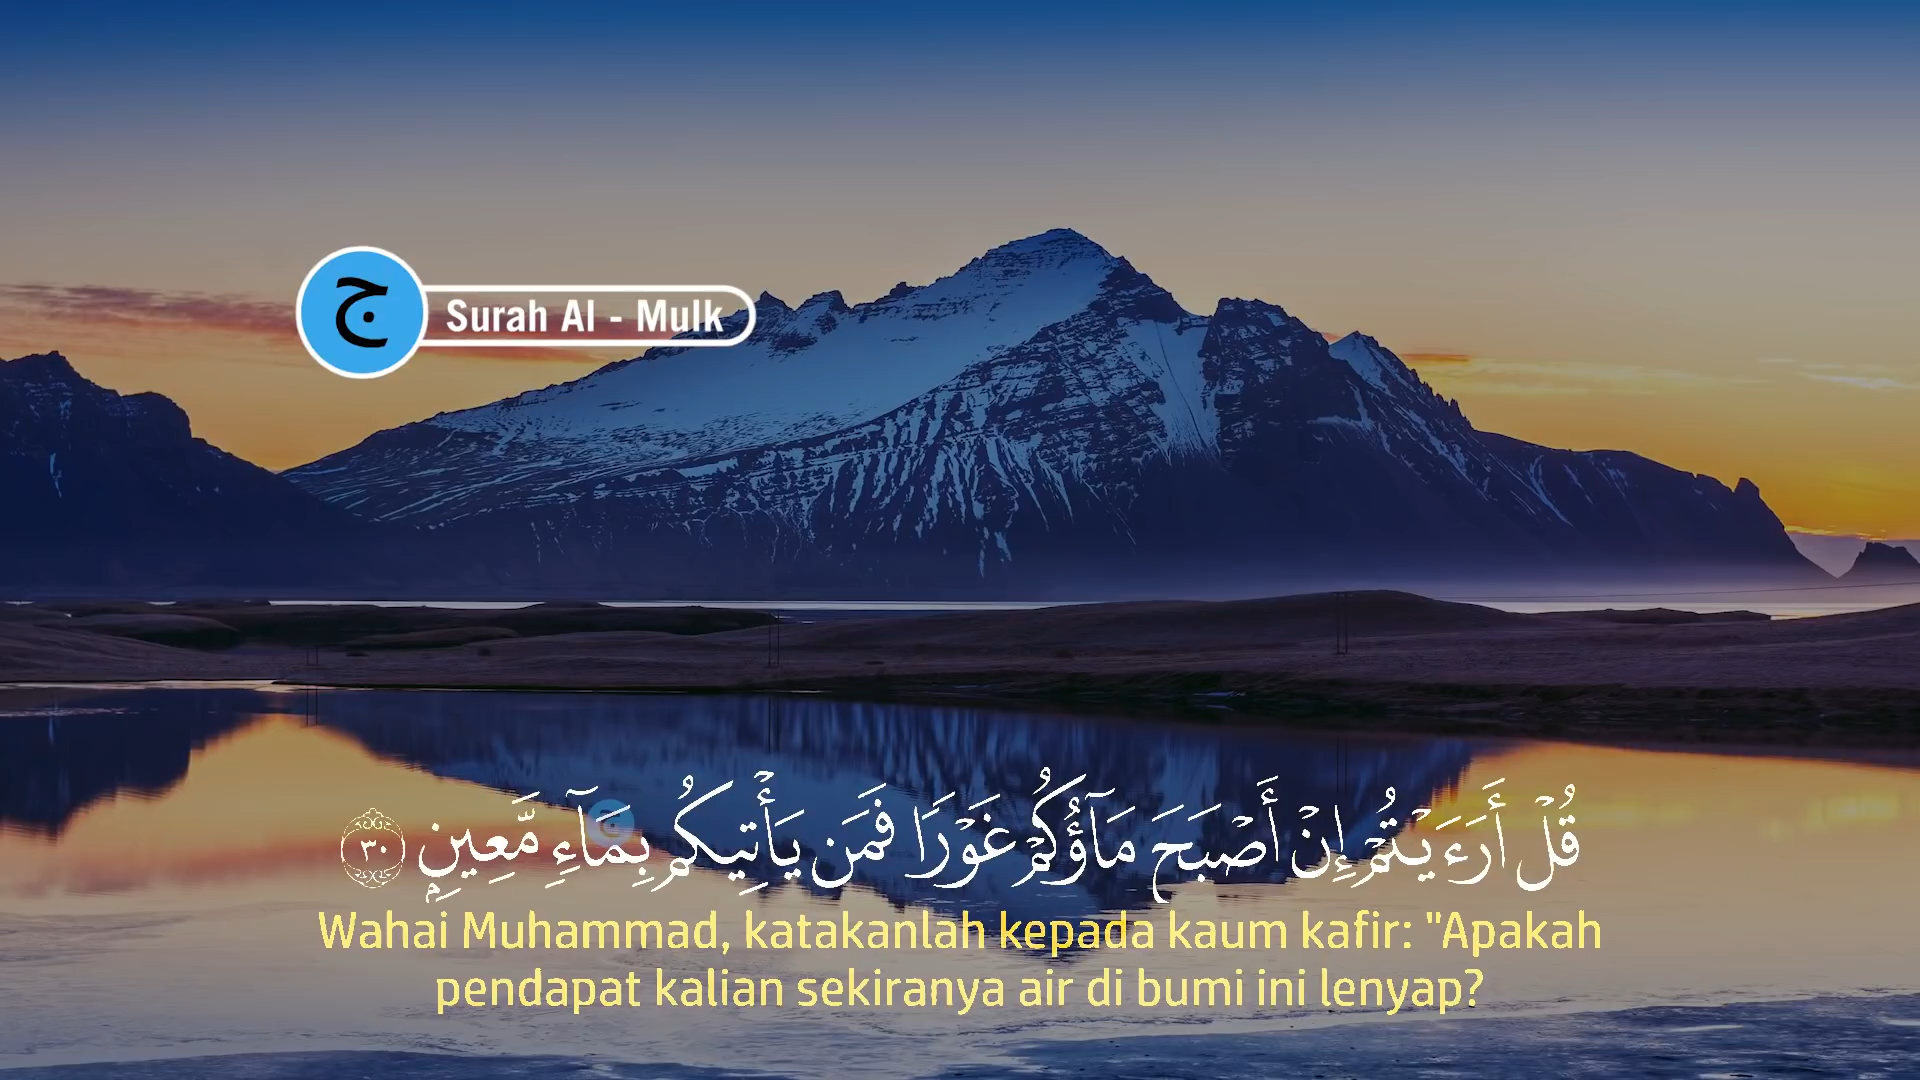 ج
Surah Al - Mulk
قُلْ أَرَءَيْتُمْ إِنْ أَصْبَحَ مَآؤُكُمْ غَوْرًا فَمَن يَأْتِيكُم بِمَآءٍ مَّعِينٍۭ ٣٠
Wahai Muhammad, katakanlah kepada kaum kafir: "Apakah
pendapat kalian sekiranya air di bumi ini lenyap?